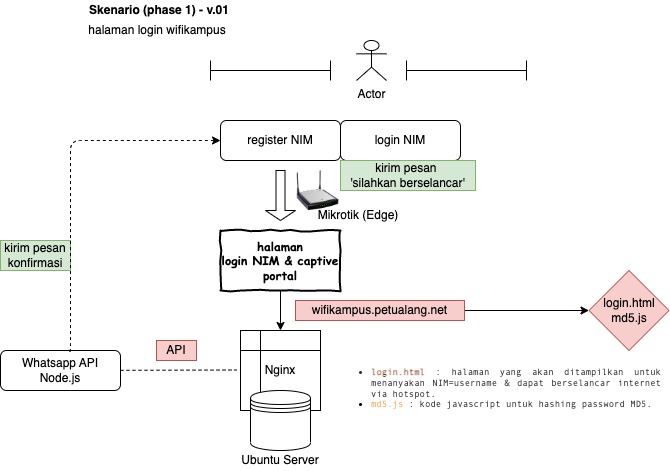 Skenario (phase 1) - v.01
halaman login wifikampus
Actor
register NIM
login NIM
kirim pesan
'silahkan berselancar'
Mikrotik (Edge)
kirim pesan
konfirmasi
halaman
login NIM & captive
portal
wifikampus.petualang.net
login.html
md5.js
Whatsapp API
Node.js
API
Nginx
Ubuntu Server
• login.html : halaman yang akan ditampilkan untuk
menanyakan NIM=username & dapat berselancar internet
via hotspot.
• md5.js : kode javascript untuk hashing password MD5.